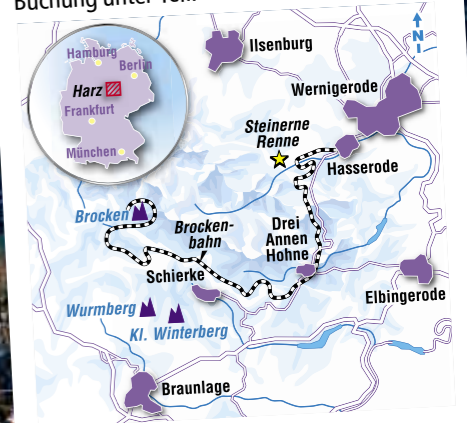 Buchung unter
Hamburg
Berlin
Harz
Frankfurt
München
Ilsenburg
N
Wernigerode
Steinerne
Renne
Hasserode
Brocken
Brocken-
bahn
Drei
Annen
Hohne
Schierke
Elbingerode
Wurmberg
Kl. Winterberg
Braunlage